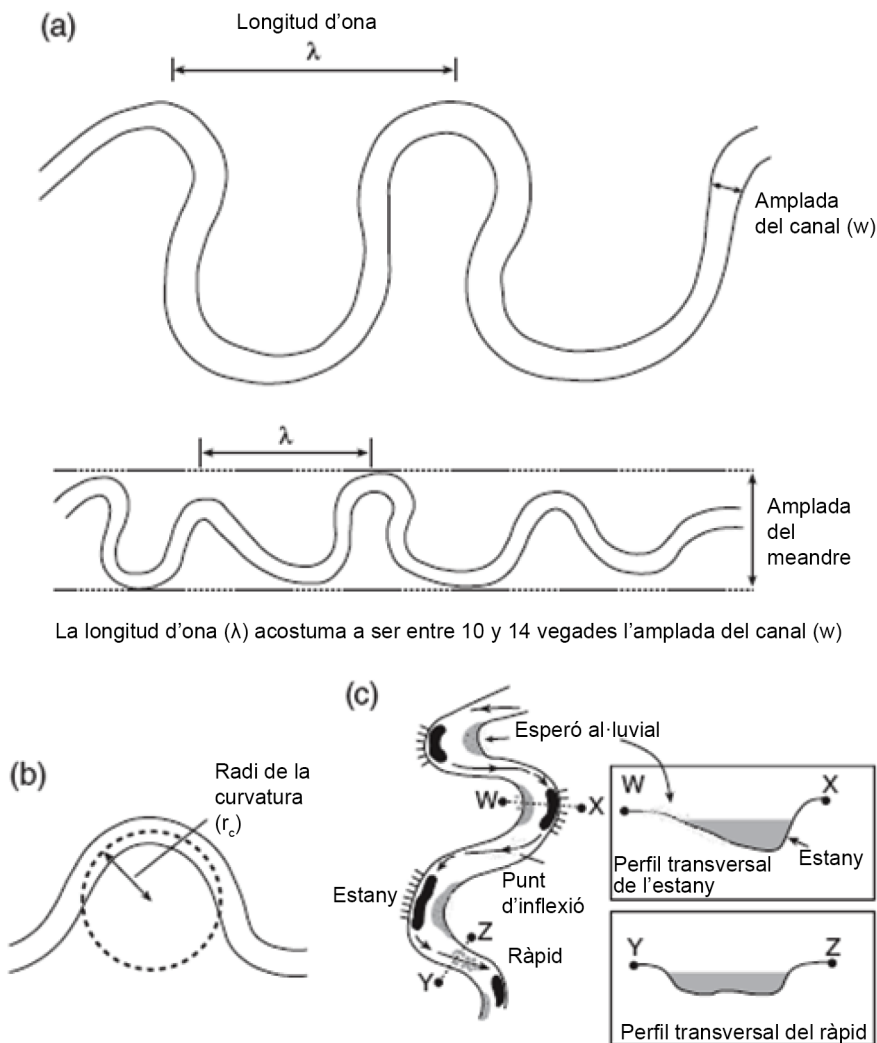 (a)
Longitud d'ona
λ
Amplada
del canal (w)
λ
Amplada
del
meandre
La longitud d'ona (λ) acostuma a ser entre 10 y 14 vegades l'amplada del canal (w)
(b)
Radi de la
curvatura
(rc)
(c)
Esperó al·luvial
W
X
Estany
Punt
d'inflexió
Z
Ràpid
Y
W
X
Estany
Perfil transversal
de l'estany
Y
Z
Perfil transversal del ràpid